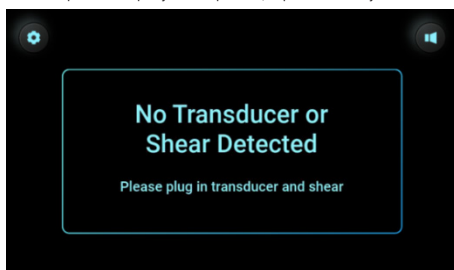 No Transducer or
Shear Detected
Please plug in transducer and shear